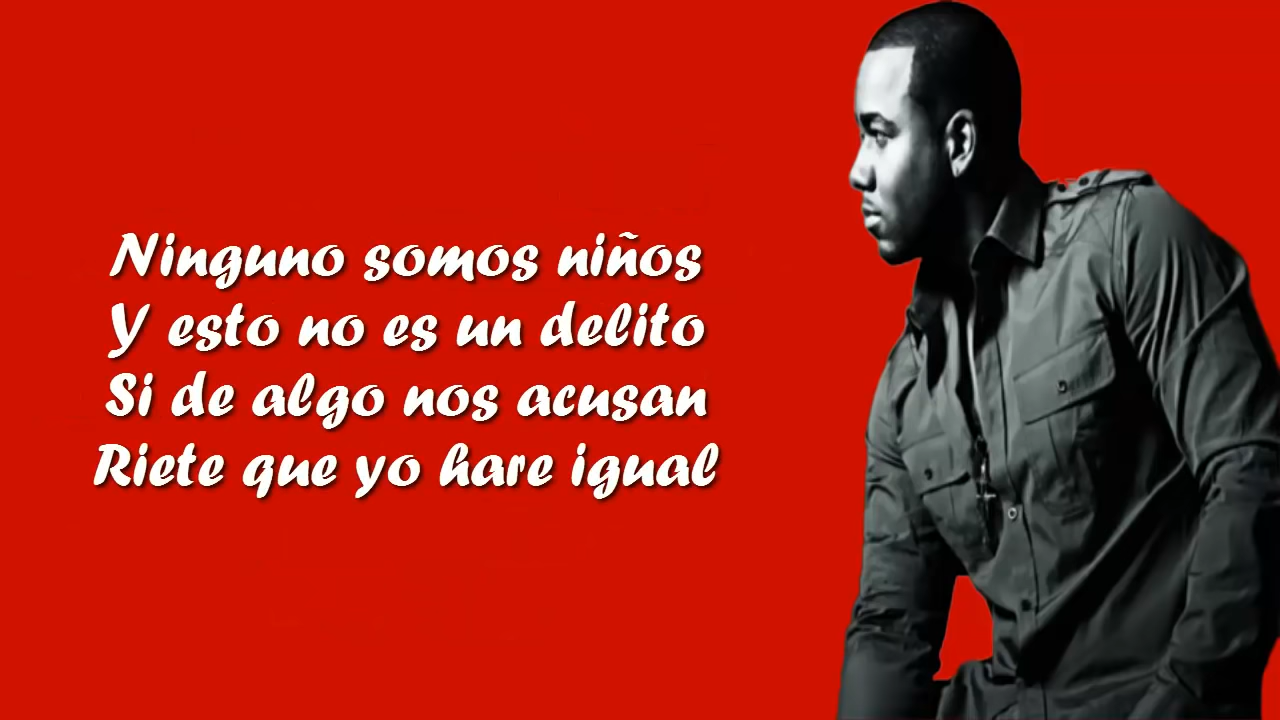 Ninguno somos niños
Y esto no es un delito
Si de algo nos acusan
Riete que yo hare igual